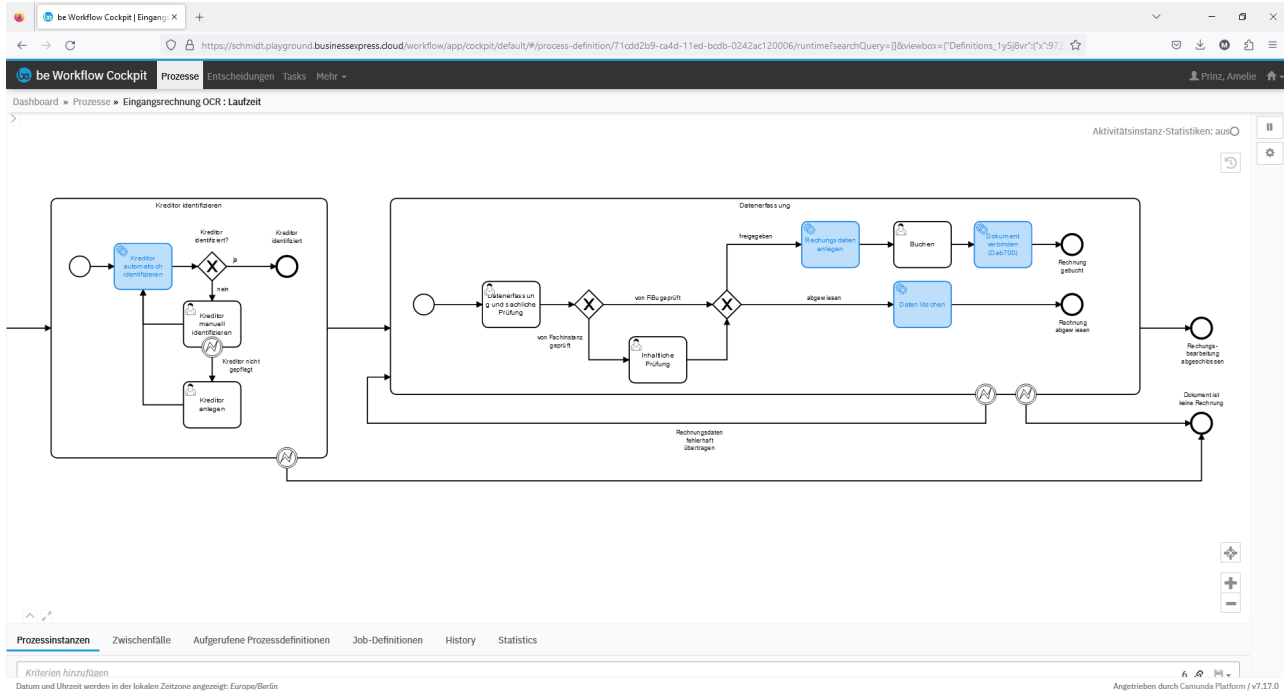 be Workflow Cockpit | Eingang:
https://schmidt.playground.businessexpress.cloud/workflow/app/cockpit/default/#/process-definition/71cdd2b9-ca4d-11ed-bcdb-0242ac120006/runtime?searchQuery=[]&viewbox={"Definitions_1y5j8vr":{"x":972
be Workflow Cockpit
Prozesse
Entscheidungen
Tasks
Mehr
Prinz, Amelie
Dashboard » Prozesse » Eingangsrechnung OCR : Laufzeit
Aktivitätsinstanz-Statistiken: aus
Kreditor identifizieren
Kreditor
automatisch
identifizieren
Kreditor
identifiziert?
ja
nein
Kreditor
identifiziert
Kreditor
manuell
identifizieren
Kreditor nicht
gepflegt
Kreditor
anlegen
Datenerfassung
Datenerfassun
g und sachliche
Prüfung
von FiBu geprüft
von Fachinstanz
geprüft
Inhaltliche
Prüfung
freigegeben
Rechungsdaten
anlegen
Buchen
Dokument
verbinden
(Dab700)
Rechnung
gebucht
abgewiesen
Daten löschen
Rechnung
abgewiesen
Rechnungsdaten
fehlerhaft
übertragen
Rechungs-
bearbeitung
abgeschlossen
Dokument ist
keine Rechnung
Prozessinstanzen
Zwischenfälle
Aufgerufene Prozessdefinitionen
Job-Definitionen
History
Statistics
Kriterien hinzufügen
6
Datum und Uhrzeit werden in der lokalen Zeitzone angezeigt: Europe/Berlin
Angetrieben durch Camunda Platform / v7.17.0